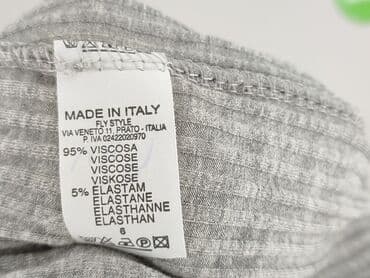 MADE IN ITALY
FLY STYLE
VIA VENETO 11, PRATO - ITALIA
P. IVA 02422020970
95% VISCOSA
VISCOSE
VISCOSE
VISKOSE
5% ELASTAM
ELASTANE
ELASTHANNE
ELASTHAN
6